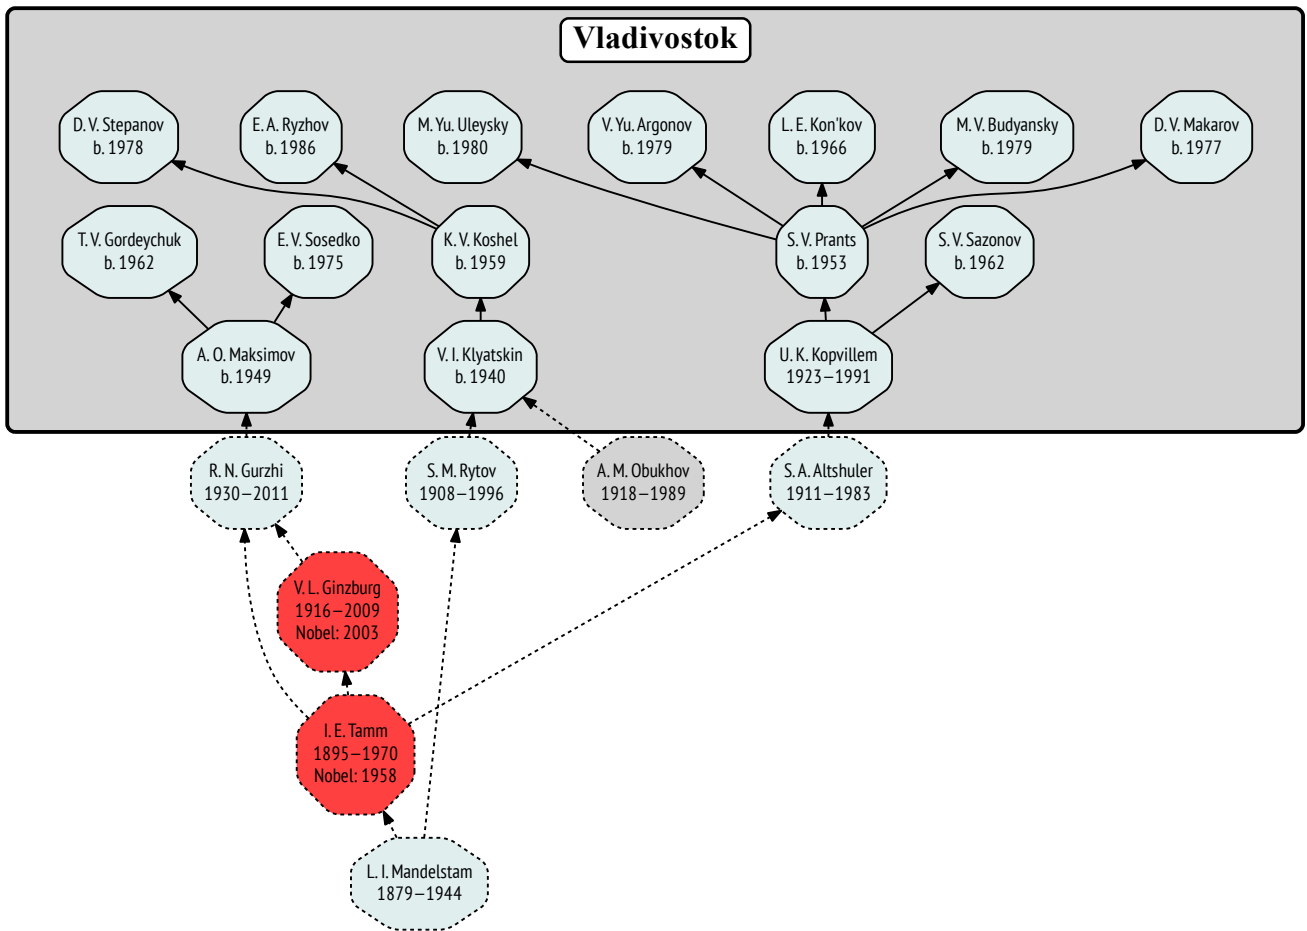 Vladivostok
D. V. Stepanov
b. 1978
E. A. Ryzhov
b. 1986
M. Yu. Uleysky
b. 1980
V. Yu. Argonov
b. 1979
L. E. Kon'kov
b. 1966
M. V. Budyansky
b. 1979
D. V. Makarov
b. 1977
T. V. Gordeychuk
b. 1962
E. V. Sosedko
b. 1975
K. V. Koshel
b. 1959
S. V. Prants
b. 1953
S. V. Sazonov
b. 1962
A. O. Maksimov
b. 1949
V. I. Klyatskin
b. 1940
U. K. Kopvillem
1923–1991
R. N. Gurzhi
1930–2011
S. M. Rytov
1908–1996
A. M. Obukhov
1918–1989
S. A. Altshuler
1911–1983
V. L. Ginzburg
1916–2009
Nobel: 2003
I. E. Tamm
1895–1970
Nobel: 1958
L. I. Mandelstam
1879–1944